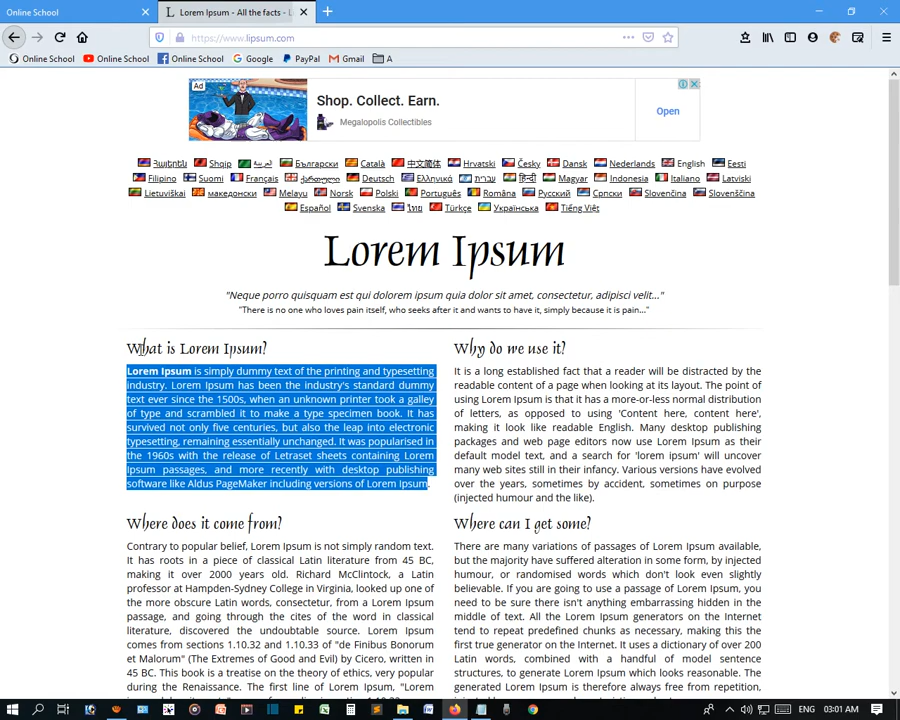 Online School
Lorem Ipsum - All the facts - L
https://www.lipsum.com
Online School
Online School
Online School
Google
PayPal
Gmail
A
Ad
Shop. Collect. Earn.
Megalopolis Collectibles
Open
Հայերեն Shqip العربية Български Català 中文简体 Hrvatski Česky Dansk Nederlands English Eesti
Filipino Suomi Français ქართული Deutsch Ελληνικά עברית हिन्दी Magyar Indonesia Italiano Latviski
Lietuviškai македонски Melayu Norsk Polski Português Româna Русский Српски Slovenčina Slovenščina
Español Svenska ไทย Türkçe Українська Tiếng Việt
Lorem Ipsum
"Neque porro quisquam est qui dolorem ipsum quia dolor sit amet, consectetur, adipisci velit..."
"There is no one who loves pain itself, who seeks after it and wants to have it, simply because it is pain..."
What is Lorem Ipsum?
Lorem Ipsum is simply dummy text of the printing and typesetting
industry. Lorem Ipsum has been the industry's standard dummy
text ever since the 1500s, when an unknown printer took a galley
of type and scrambled it to make a type specimen book. It has
survived not only five centuries, but also the leap into electronic
typesetting, remaining essentially unchanged. It was popularised in
the 1960s with the release of Letraset sheets containing Lorem
Ipsum passages, and more recently with desktop publishing
software like Aldus PageMaker including versions of Lorem Ipsum.
Why do we use it?
It is a long established fact that a reader will be distracted by the
readable content of a page when looking at its layout. The point of
using Lorem Ipsum is that it has a more-or-less normal distribution
of letters, as opposed to using 'Content here, content here',
making it look like readable English. Many desktop publishing
packages and web page editors now use Lorem Ipsum as their
default model text, and a search for 'lorem ipsum' will uncover
many web sites still in their infancy. Various versions have evolved
over the years, sometimes by accident, sometimes on purpose
(injected humour and the like).
Where does it come from?
Contrary to popular belief, Lorem Ipsum is not simply random text.
It has roots in a piece of classical Latin literature from 45 BC,
making it over 2000 years old. Richard McClintock, a Latin
professor at Hampden-Sydney College in Virginia, looked up one of
the more obscure Latin words, consectetur, from a Lorem Ipsum
passage, and going through the cites of the word in classical
literature, discovered the undoubtable source. Lorem Ipsum
comes from sections 1.10.32 and 1.10.33 of "de Finibus Bonorum
et Malorum" (The Extremes of Good and Evil) by Cicero, written in
45 BC. This book is a treatise on the theory of ethics, very popular
during the Renaissance. The first line of Lorem Ipsum, "Lorem
Where can I get some?
There are many variations of passages of Lorem Ipsum available,
but the majority have suffered alteration in some form, by injected
humour, or randomised words which don't look even slightly
believable. If you are going to use a passage of Lorem Ipsum, you
need to be sure there isn't anything embarrassing hidden in the
middle of text. All the Lorem Ipsum generators on the Internet
tend to repeat predefined chunks as necessary, making this the
first true generator on the Internet. It uses a dictionary of over 200
Latin words, combined with a handful of model sentence
structures, to generate Lorem Ipsum which looks reasonable. The
generated Lorem Ipsum is therefore always free from repetition,
ENG
03:01 AM